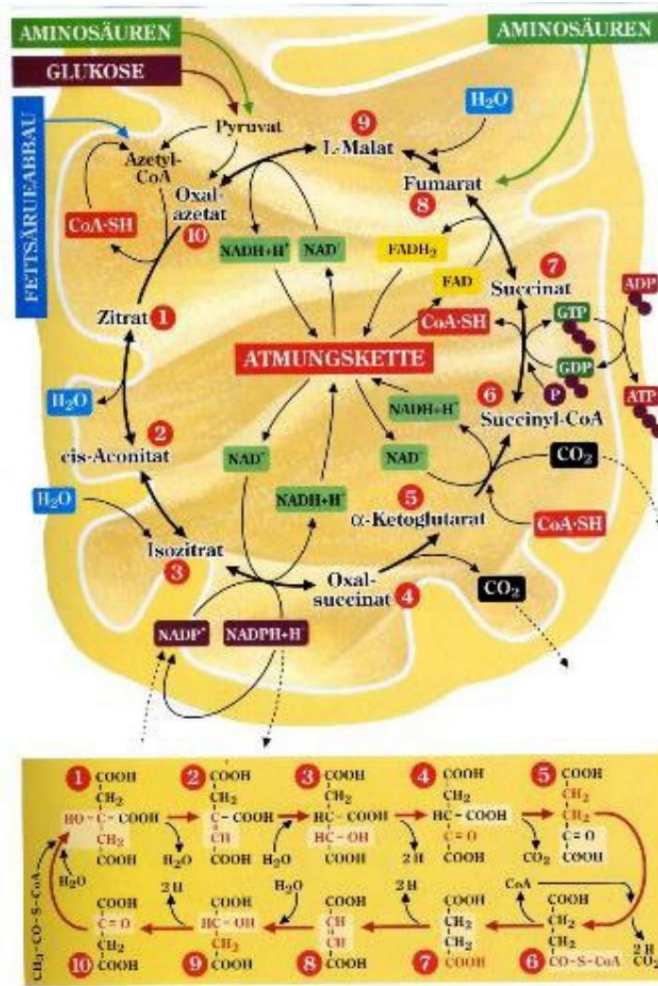 AMINOSÄUREN
AMINOSÄUREN
GLUKOSE
FETTSÄRUEABBAU
H₂O
Pyruvat
9
L-Malat
Azetyl-
CoA
Fumarat
8
Oxal-
azetat
10
CoA·SH
NADH+H⁺
NAD⁺
FADH₂
FAD
7
Succinat
ADP
GTP
Zitrat 1
CoA·SH
ATMUNGSKETTE
GDP
P
ATP
6
H₂O
NADH+H⁺
Succinyl-CoA
2
cis-Aconitat
NAD⁻
NAD⁻
CO₂
H₂O
NADH+H⁻
5
α-Ketoglutarat
CoA·SH
Isozitrat
3
Oxal-
succinat 4
CO₂
NADP⁺
NADPH+H⁻
1
COOH
CH₂
HO – C – COOH
CH₂
COOH
H₂O
2
COOH
CH₂
C – COOH
CH
COOH
H₂O
3
COOH
CH₂
HC – COOH
HC – OH
COOH
2 H
4
COOH
CH₂
HC – COOH
C = O
COOH
CO₂
5
COOH
CH₂
CH₂
C = O
COOH
CH₃–CO–S–CoA
H₂O
C = O
CH₂
10
COOH
COOH
2 H
COOH
HC – OH
CH₂
9
COOH
H₂O
COOH
CH
CH
8
COOH
2 H
COOH
CH₂
CH₂
7
COOH
CoA
COOH
CH₂
CH₂
6
CO–S–CoA
2 H
CO₂